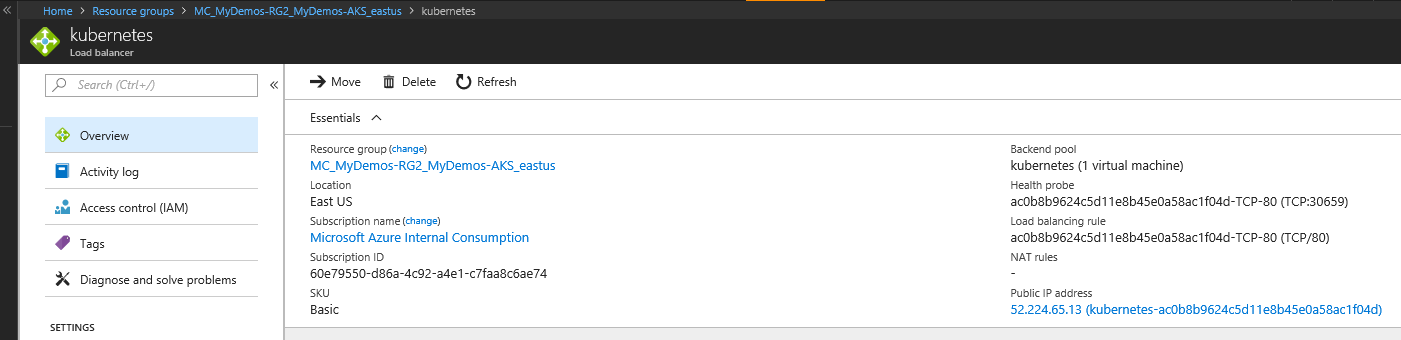 Home > Resource groups > MC_MyDemos-RG2_MyDemos-AKS_eastus > kubernetes
kubernetes
Load balancer
Search (Ctrl+/)
Overview
Activity log
Access control (IAM)
Tags
Diagnose and solve problems
SETTINGS
Move Delete Refresh
Essentials
Resource group (change)
MC_MyDemos-RG2_MyDemos-AKS_eastus
Location
East US
Subscription name (change)
Microsoft Azure Internal Consumption
Subscription ID
60e79550-d86a-4c92-a4e1-c7faa8c6ae74
SKU
Basic
Backend pool
kubernetes (1 virtual machine)
Health probe
ac0b8b9624c5d11e8b45e0a58ac1f04d-TCP-80 (TCP:30659)
Load balancing rule
ac0b8b9624c5d11e8b45e0a58ac1f04d-TCP-80 (TCP/80)
NAT rules
-
Public IP address
52.224.65.13 (kubernetes-ac0b8b9624c5d11e8b45e0a58ac1f04d)